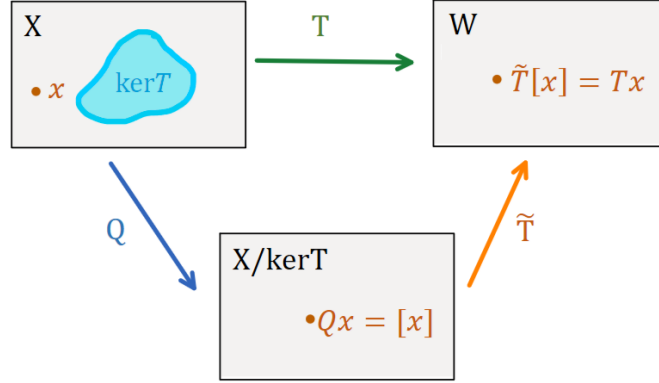 X
T
W
• x
kerT
• T̃[x] = Tx
Q
T̃
X/kerT
•Qx = [x]